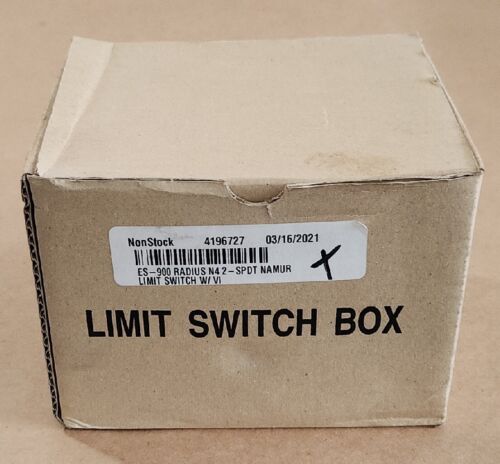 NonStock 4196727 03/16/2021
ES-900 RADIUS N4 2-SPDT NAMUR
LIMIT SWITCH W/ VI
X
LIMIT SWITCH BOX